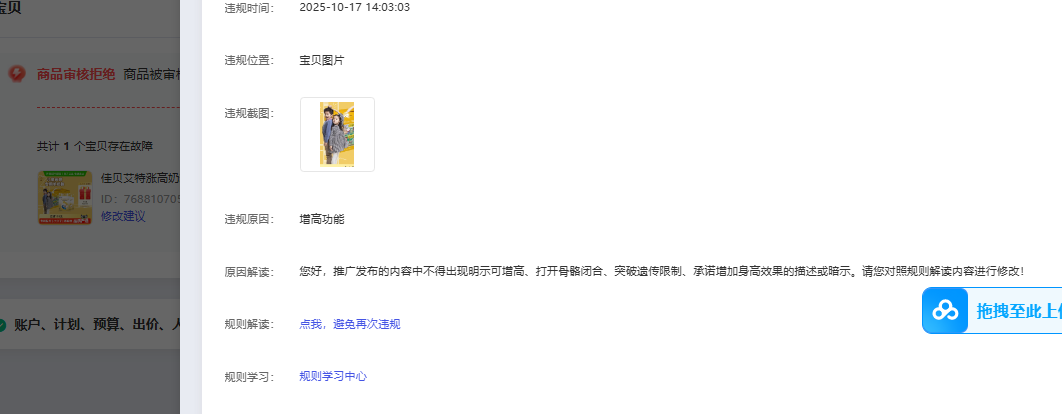 宝贝
违规时间： 2025-10-17 14:03:03
违规位置： 宝贝图片
商品审核拒绝 商品被审核
违规截图：
共计 1 个宝贝存在故障
佳贝艾特涨高奶
ID：768810705
修改建议
违规原因： 增高功能
原因解读： 您好，推广发布的内容中不得出现明示可增高、打开骨骼闭合、突破遗传限制、承诺增加身高效果的描述或暗示。请您对照规则解读内容进行修改！
拖拽至此上
账户、计划、预算、出价、人
规则解读： 点我，避免再次违规
规则学习： 规则学习中心